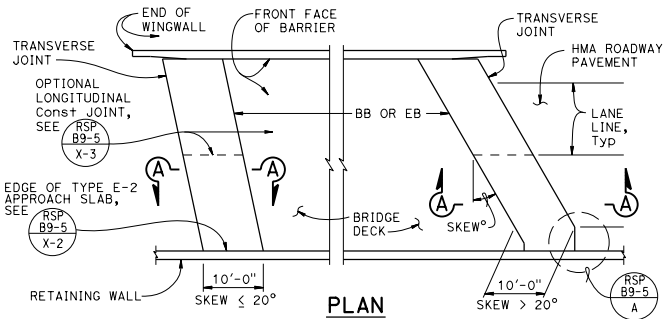 END OF
WINGWALL
FRONT FACE
OF BARRIER
TRANSVERSE
JOINT
TRANSVERSE
JOINT
HMA ROADWAY
PAVEMENT
OPTIONAL
LONGITUDINAL
Const JOINT,
SEE
RSP
B9-5
X-3
BB OR EB
LANE
LINE,
Typ
A
A
A
A
EDGE OF TYPE E-2
APPROACH SLAB,
SEE
RSP
B9-5
X-2
BRIDGE
DECK
SKEW°
10'-0"
SKEW ≤ 20°
10'-0"
SKEW > 20°
RETAINING WALL
RSP
B9-5
A
PLAN